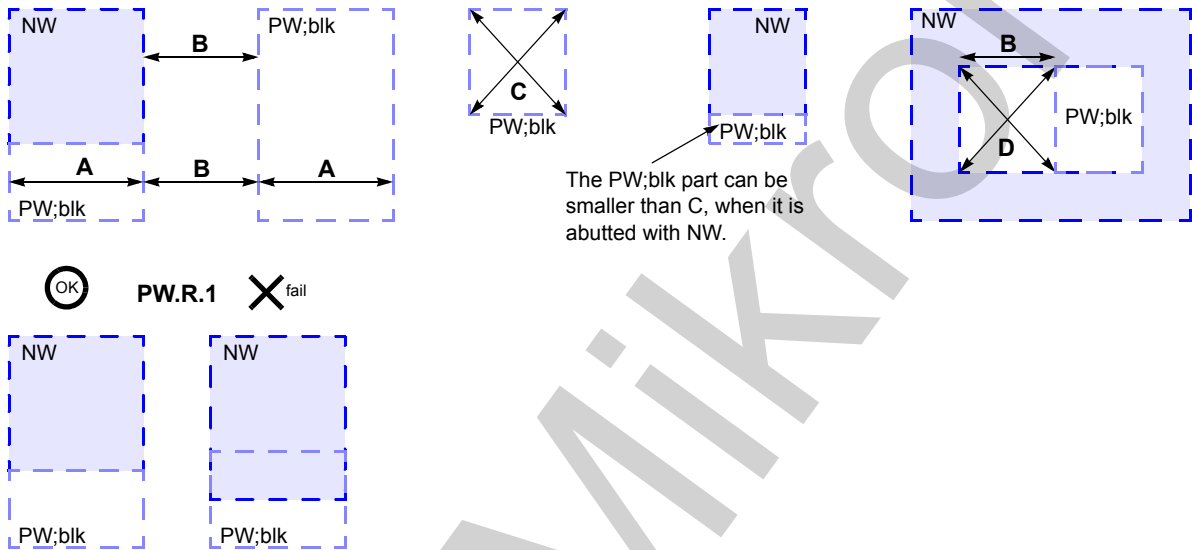 NW
B
PW;blk
A
B
A
PW;blk
C
PW;blk
NW
PW;blk
The PW;blk part can be
smaller than C, when it is
abutted with NW.
NW
B
D
PW;blk
OK
PW.R.1
fail
NW
PW;blk
NW
PW;blk
Mikro